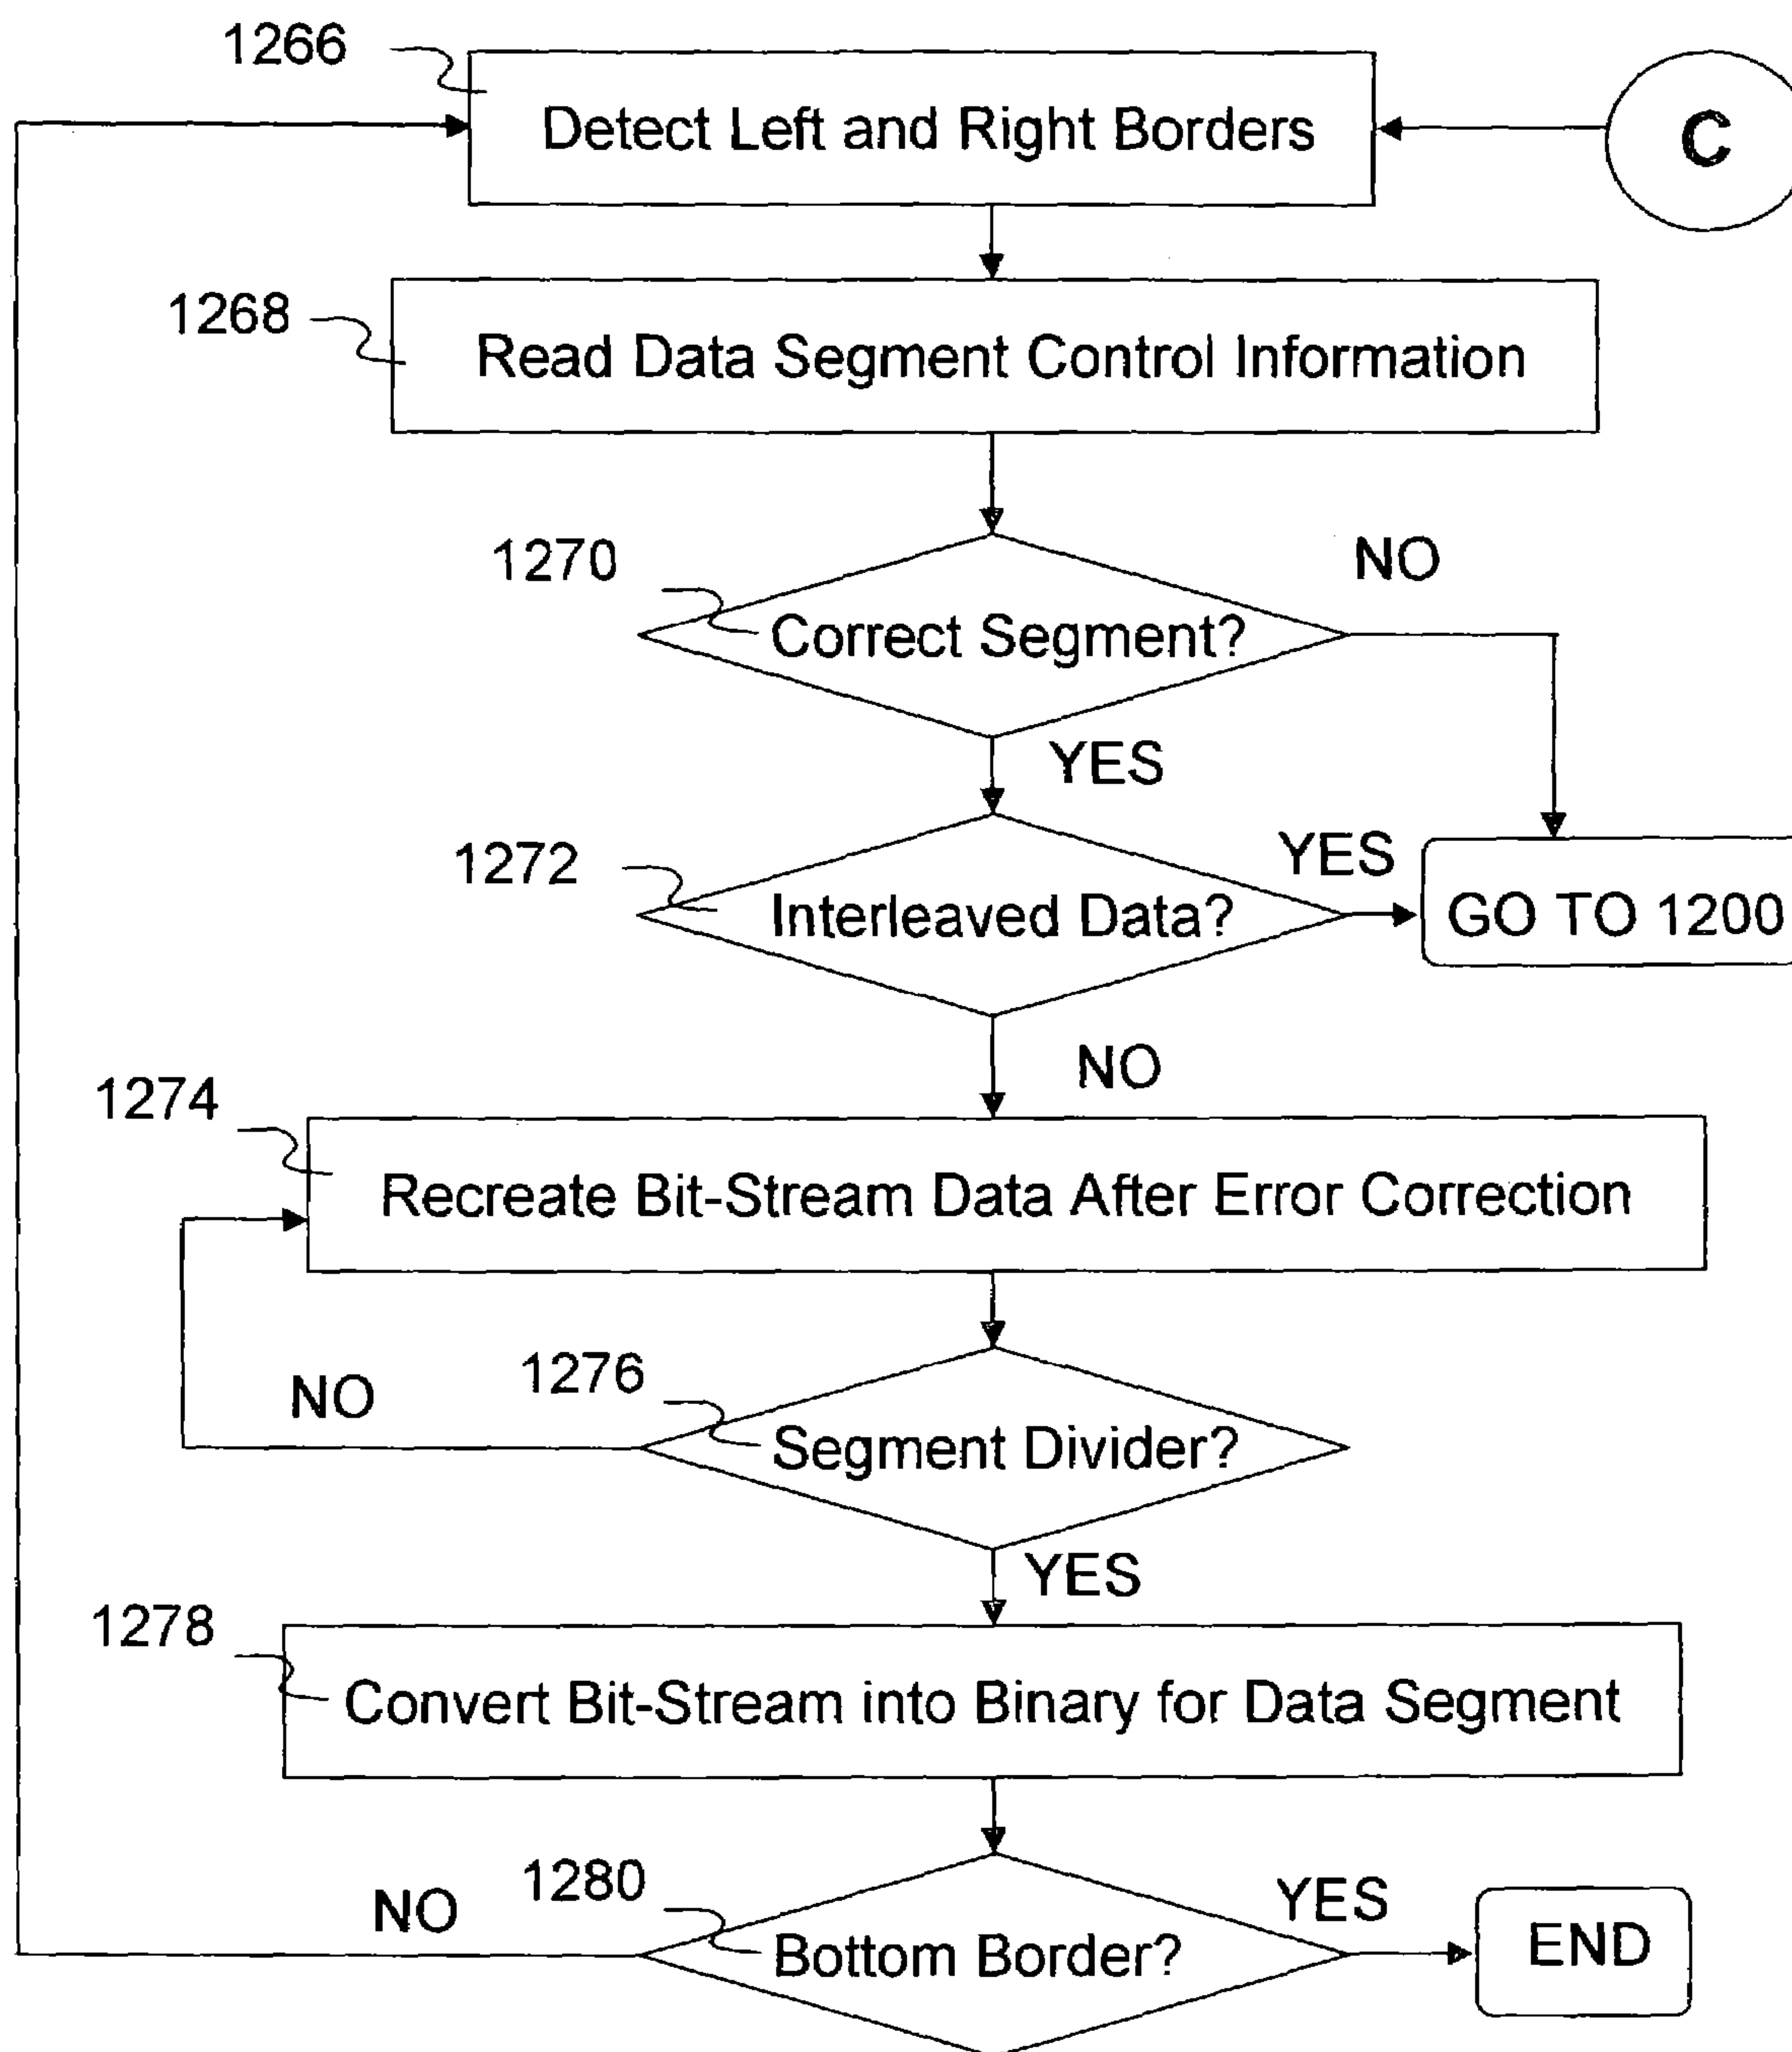 1266
Detect Left and Right Borders
C
1268
Read Data Segment Control Information
1270
NO
Correct Segment?
YES
1272
YES
Interleaved Data?
GO TO 1200
NO
1274
Recreate Bit-Stream Data After Error Correction
1276
NO
Segment Divider?
YES
1278
Convert Bit-Stream into Binary for Data Segment
1280
NO
YES
Bottom Border?
END